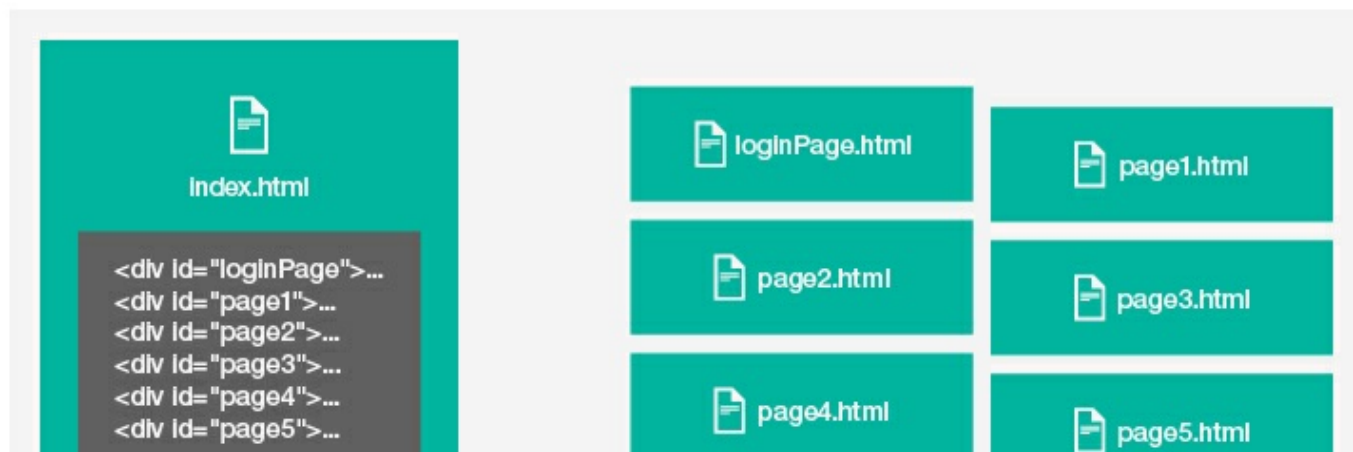 index.html
<div id="loginPage">...
<div id="page1">...
<div id="page2">...
<div id="page3">...
<div id="page4">...
<div id="page5">...
loginPage.html
page1.html
page2.html
page3.html
page4.html
page5.html